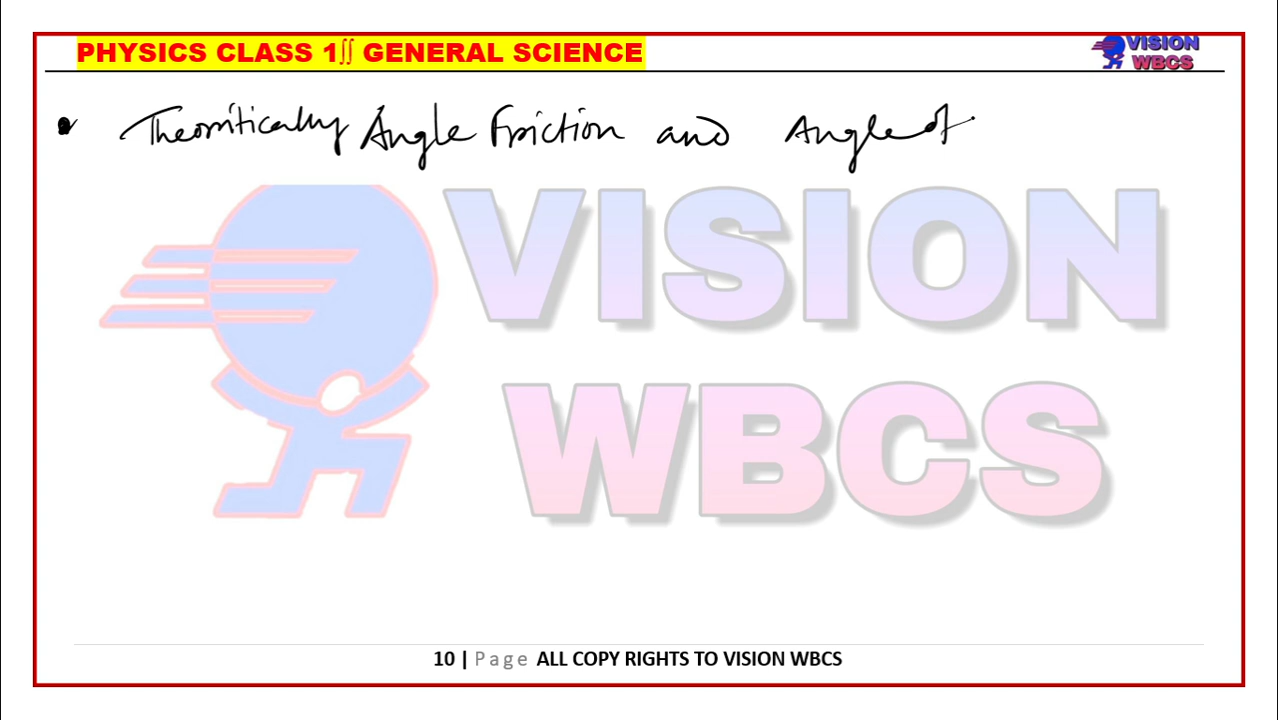 PHYSICS CLASS 1∬ GENERAL SCIENCE
VISION
WBCS
Theoritically Angle Friction and Angle of
VISION
WBCS
10 | Page ALL COPY RIGHTS TO VISION WBCS